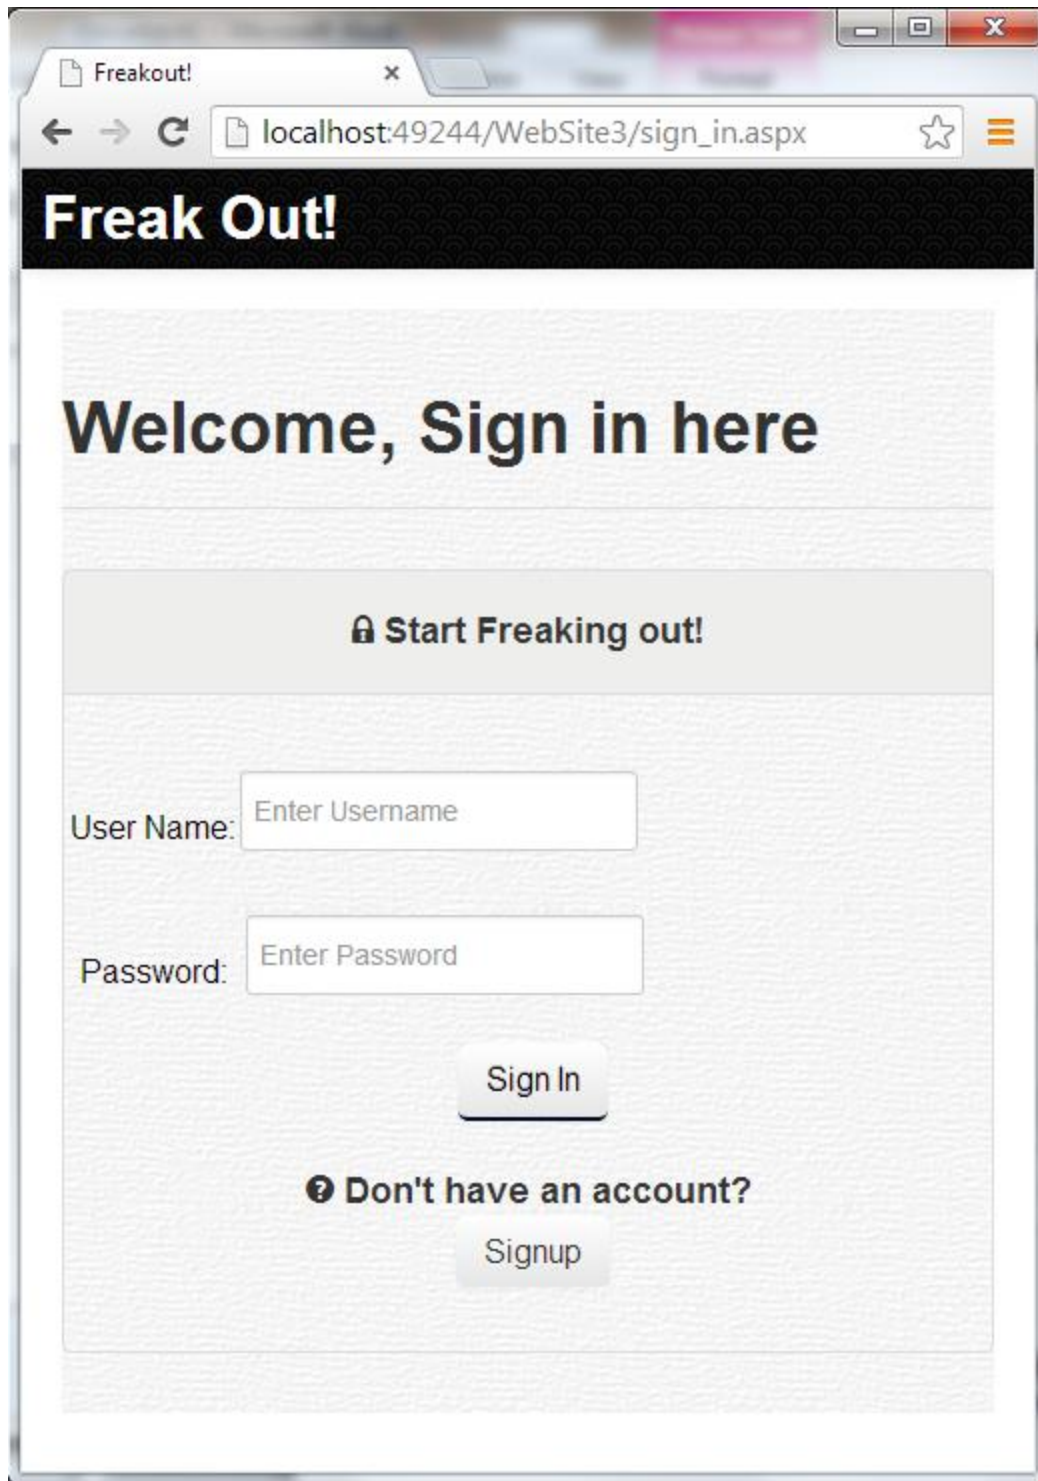 Freakout!
localhost:49244/WebSite3/sign_in.aspx
Freak Out!
Welcome, Sign in here
Start Freaking out!
User Name: Enter Username
Password: Enter Password
Sign In
Don't have an account?
Signup